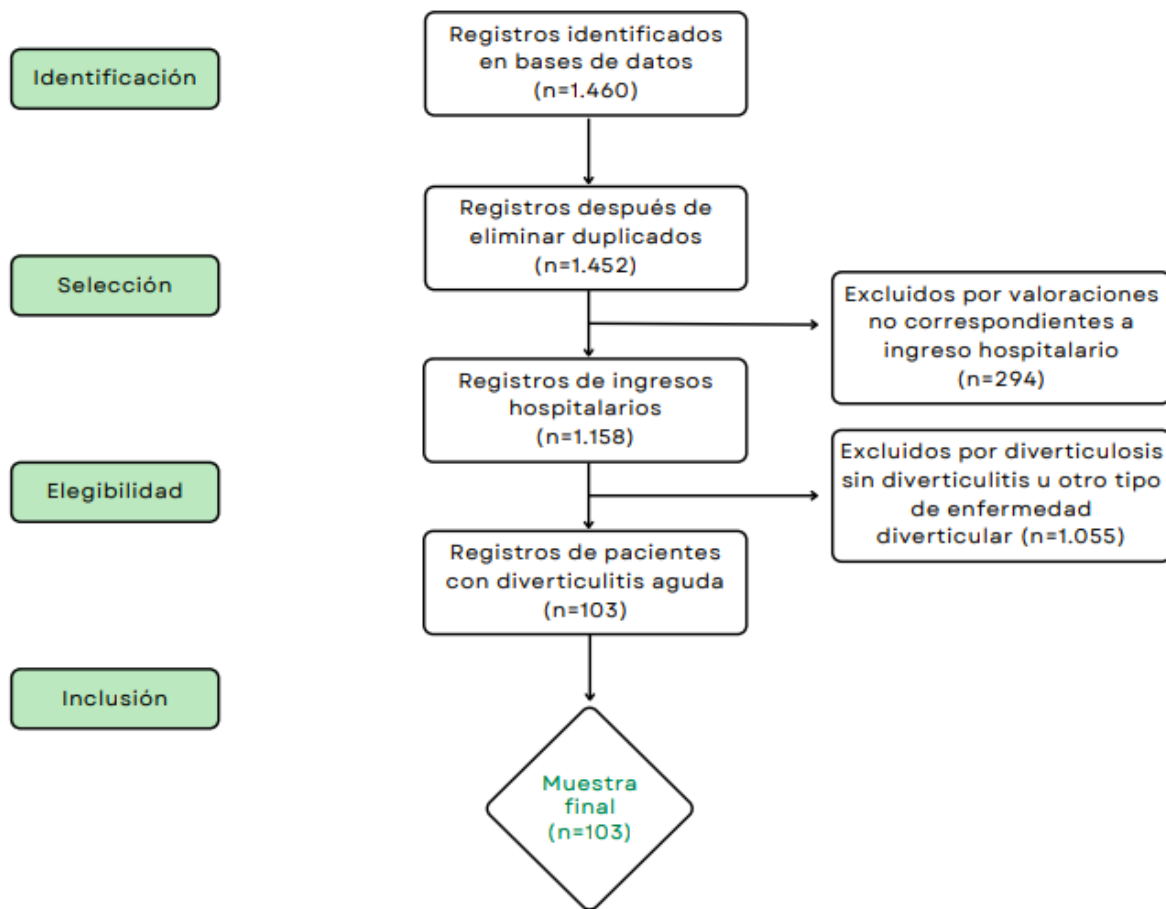 Identificación
Registros identificados
en bases de datos
(n=1.460)
Selección
Registros después de
eliminar duplicados
(n=1.452)
Excluidos por valoraciones
no correspondientes a
ingreso hospitalario
(n=294)
Registros de ingresos
hospitalarios
(n=1.158)
Elegibilidad
Excluidos por diverticulosis
sin diverticulitis u otro tipo
de enfermedad
diverticular (n=1.055)
Registros de pacientes
con diverticulitis aguda
(n=103)
Inclusión
Muestra
final
(n=103)